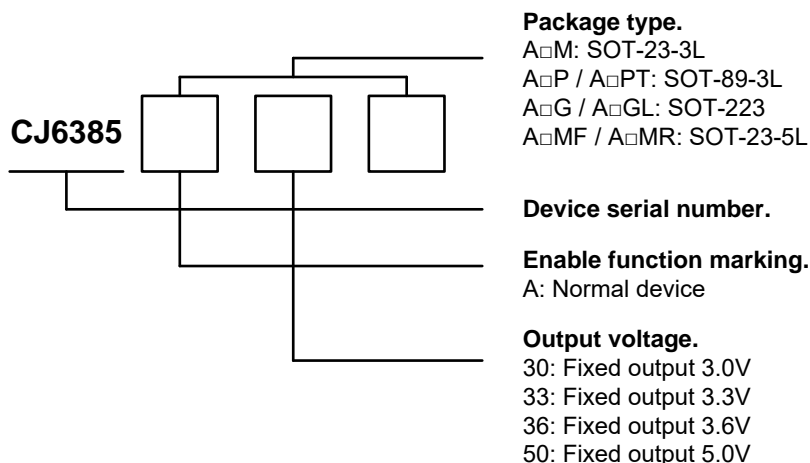 Package type.
A□M: SOT-23-3L
A□P / A□PT: SOT-89-3L
A□G / A□GL: SOT-223
A□MF / A□MR: SOT-23-5L
CJ6385
Device serial number.
Enable function marking.
A: Normal device
Output voltage.
30: Fixed output 3.0V
33: Fixed output 3.3V
36: Fixed output 3.6V
50: Fixed output 5.0V